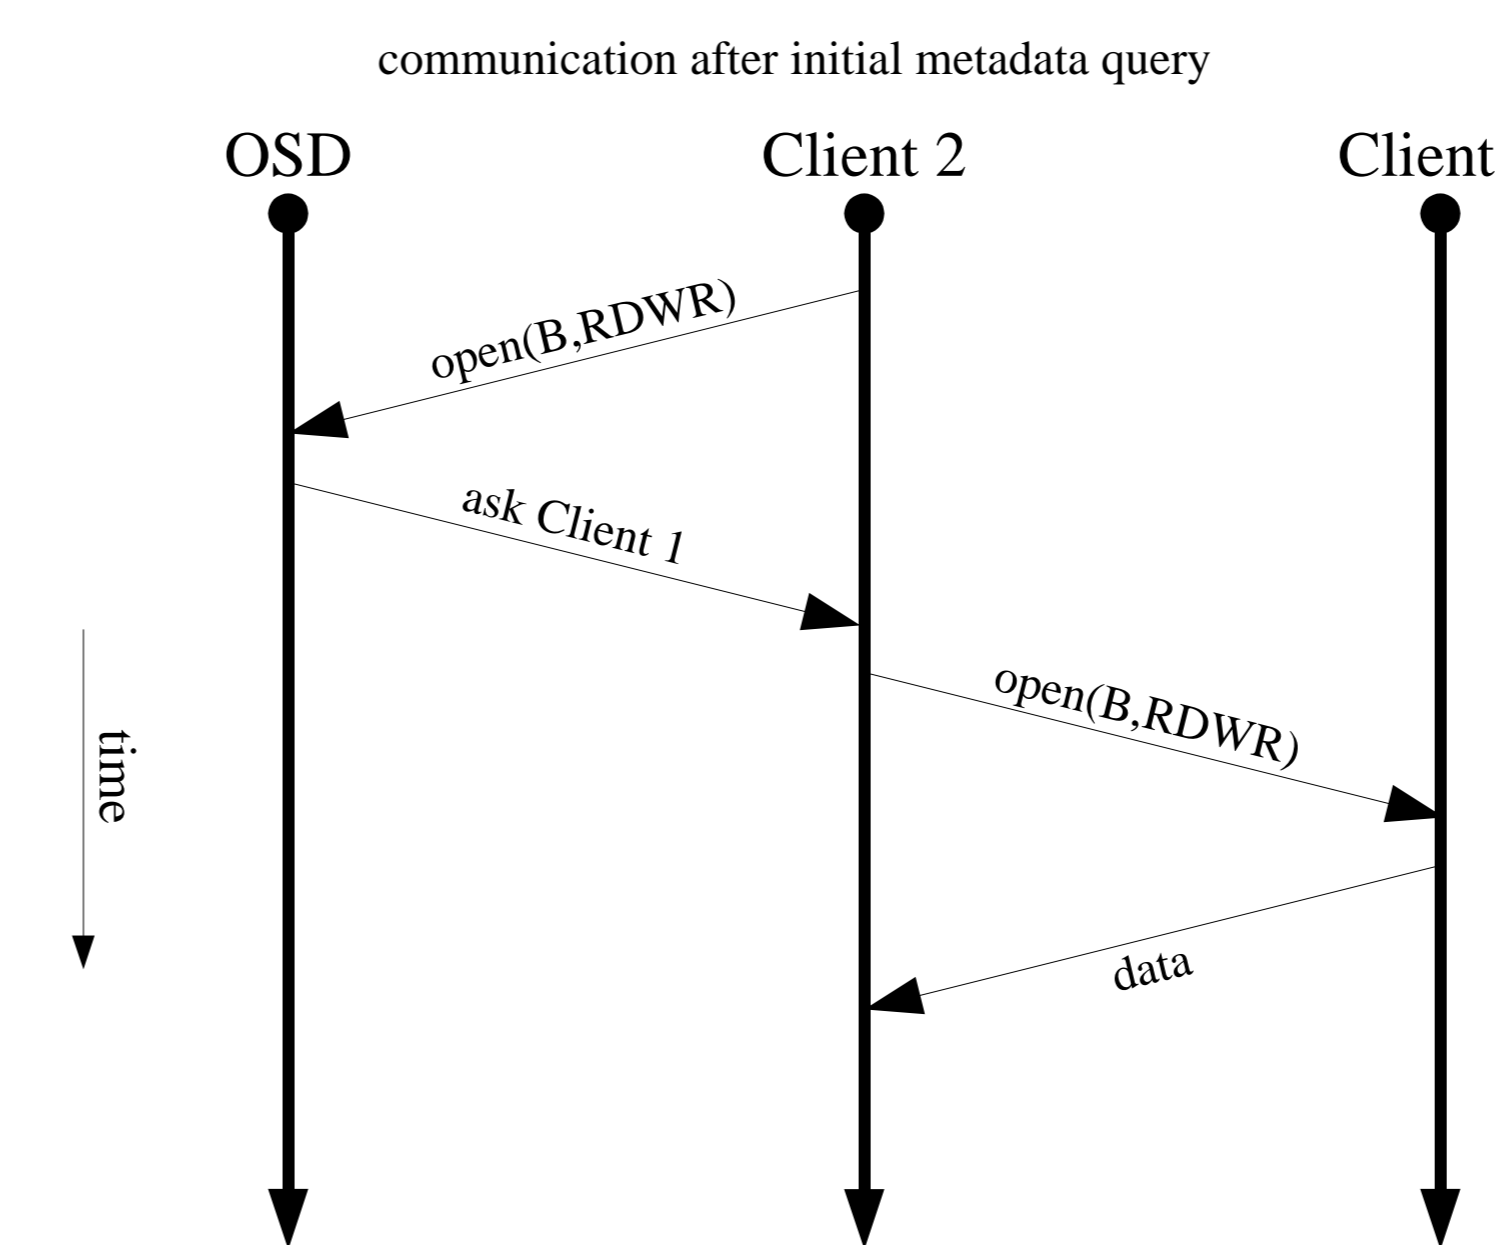 communication after initial metadata query
OSD
Client 2
Client
open(B,RDWR)
ask Client 1
open(B,RDWR)
time
data